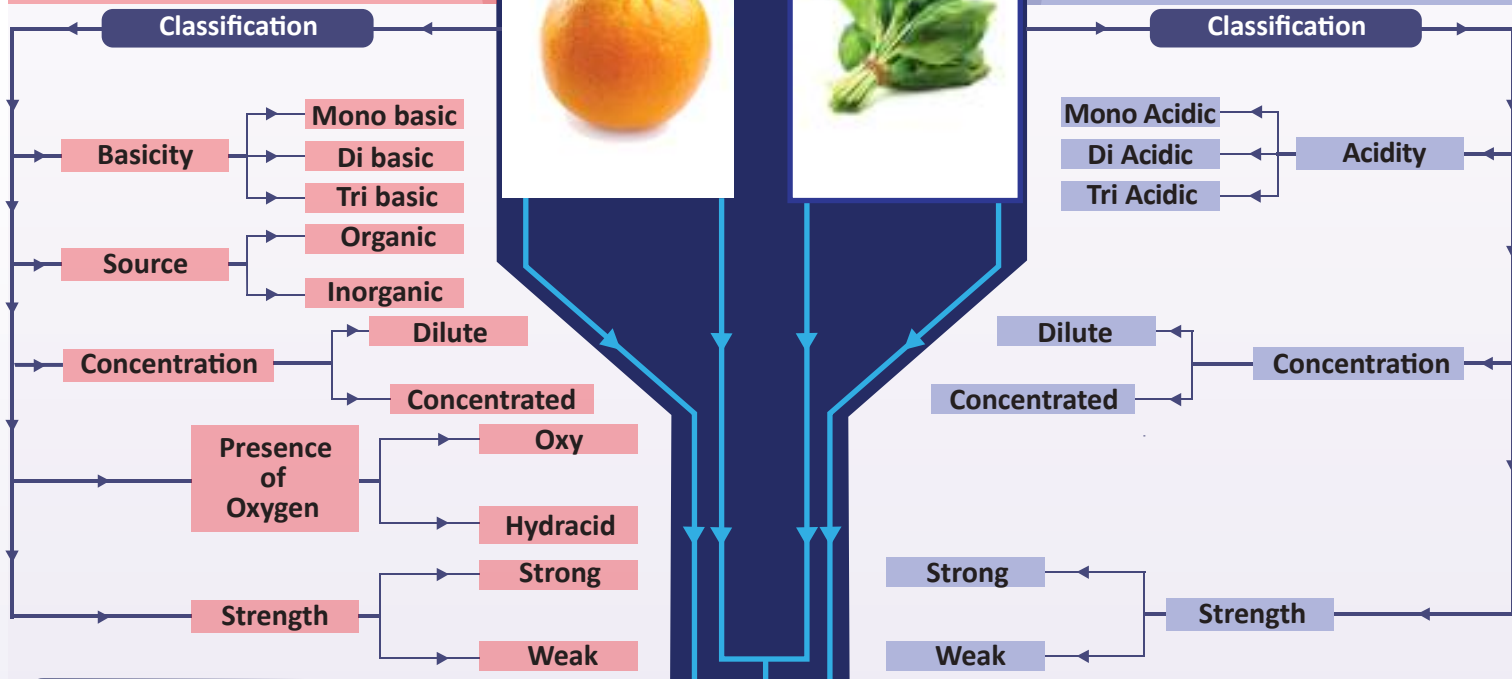 Classification
Basicity
Mono basic
Di basic
Tri basic
Source
Organic
Inorganic
Concentration
Dilute
Concentrated
Presence
of
Oxygen
Oxy
Hydracid
Strength
Strong
Weak
Classification
Mono Acidic
Di Acidic
Tri Acidic
Acidity
Dilute
Concentrated
Concentration
Strong
Weak
Strength